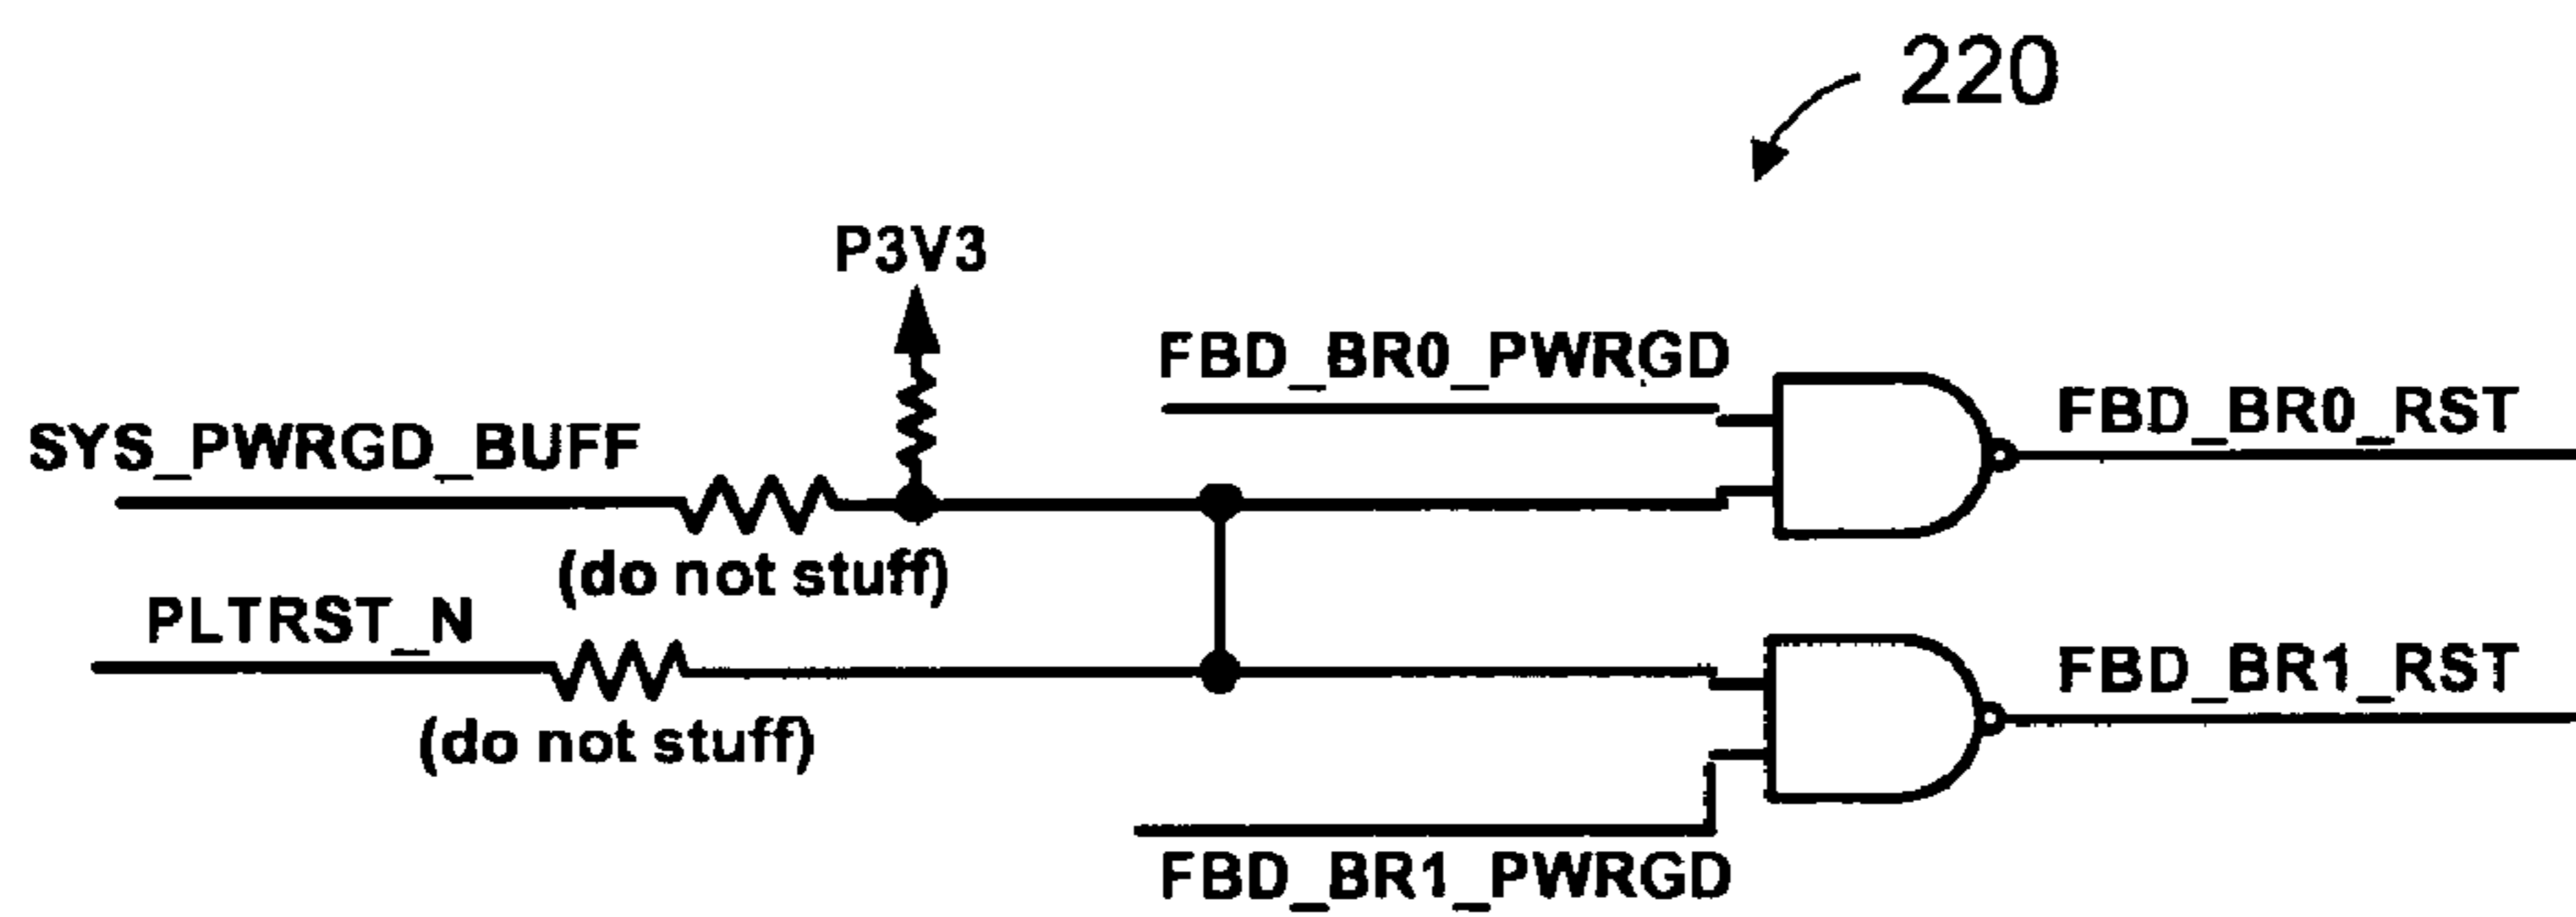 220
P3V3
FBD_BR0_PWRGD
FBD_BR0_RST
SYS_PWRGD_BUFF
(do not stuff)
PLTRST_N
FBD_BR1_RST
(do not stuff)
FBD_BR1_PWRGD